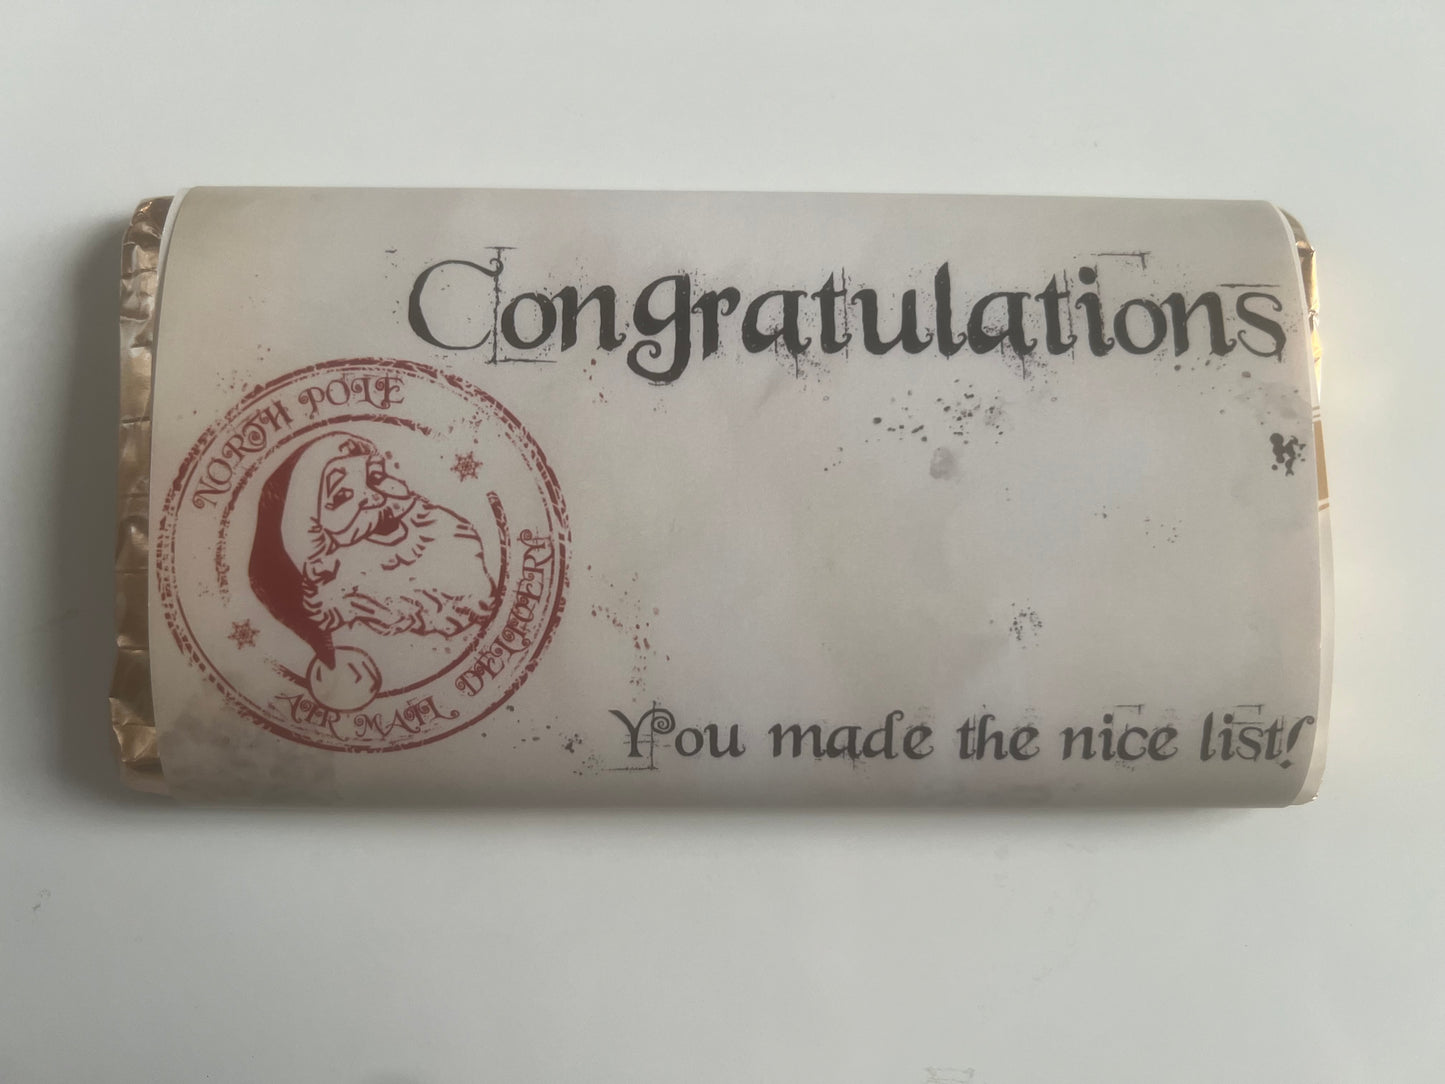 Congratulations
NORTH POLE
AIR MAIL DELIVERY
You made the nice list!